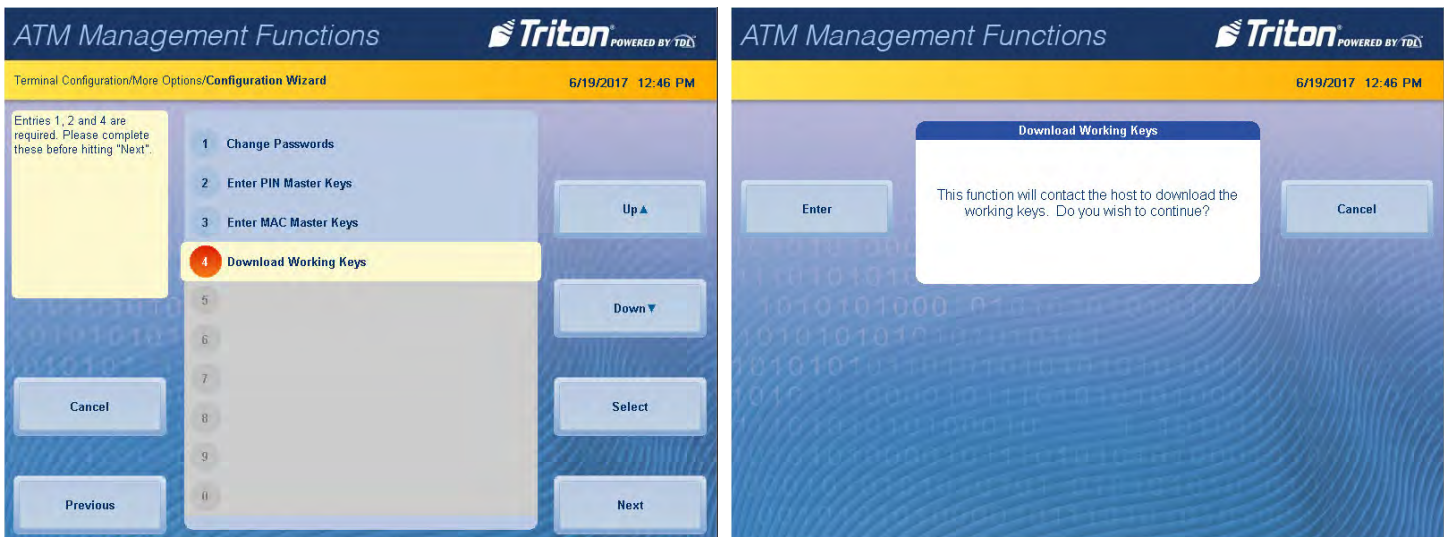 ATM Management Functions
Triton POWERED BY TDL
Terminal Configuration/More Options/Configuration Wizard
6/19/2017 12:46 PM
Entries 1, 2 and 4 are
required. Please complete
these before hitting "Next".
1 Change Passwords
2 Enter PIN Master Keys
3 Enter MAC Master Keys
4 Download Working Keys
5
6
7
8
9
0
Cancel
Previous
Up▲
Down▼
Select
Next
ATM Management Functions
Triton POWERED BY TDL
6/19/2017 12:46 PM
Download Working Keys
This function will contact the host to download the
working keys. Do you wish to continue?
Enter
Cancel